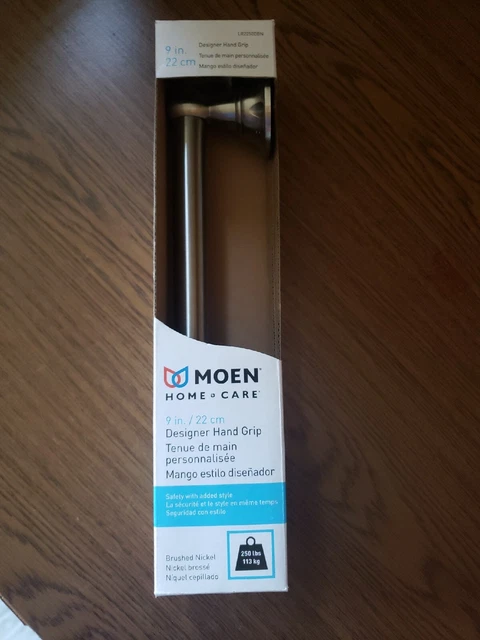 9 in.
22 cm
Designer Hand Grip
Tenue de main personnalisée
Mango estilo diseñador
MOEN
HOME CARE
9 in. / 22 cm
Designer Hand Grip
Tenue de main
personnalisée
Mango estilo diseñador
Safety with added style
La sécurité et le style en même temps
Seguridad con estilo
Brushed Nickel
Nickel brossé
Níquel cepillado
250 lbs
113 kg